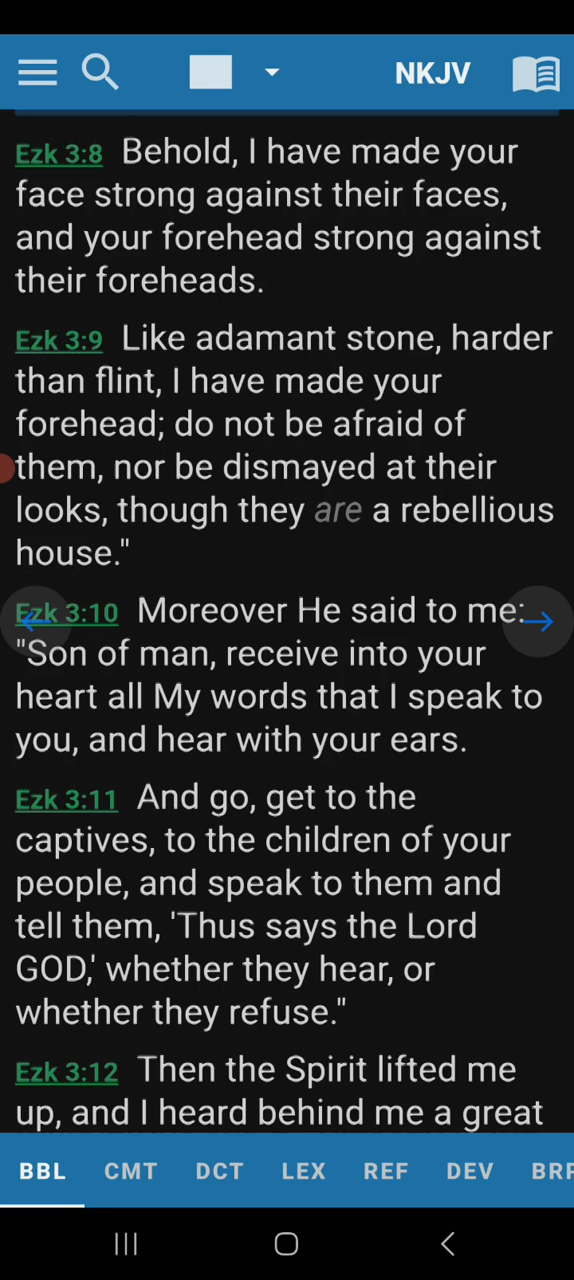 NKJV
Ezk 3:8 Behold, I have made your
face strong against their faces,
and your forehead strong against
their foreheads.
Ezk 3:9 Like adamant stone, harder
than flint, I have made your
forehead; do not be afraid of
them, nor be dismayed at their
looks, though they are a rebellious
house."
Ezk 3:10 Moreover He said to me:
"Son of man, receive into your
heart all My words that I speak to
you, and hear with your ears.
Ezk 3:11 And go, get to the
captives, to the children of your
people, and speak to them and
tell them, 'Thus says the Lord
GOD,' whether they hear, or
whether they refuse."
Ezk 3:12 Then the Spirit lifted me
up, and I heard behind me a great
BBL CMT DCT LEX REF DEV BRP